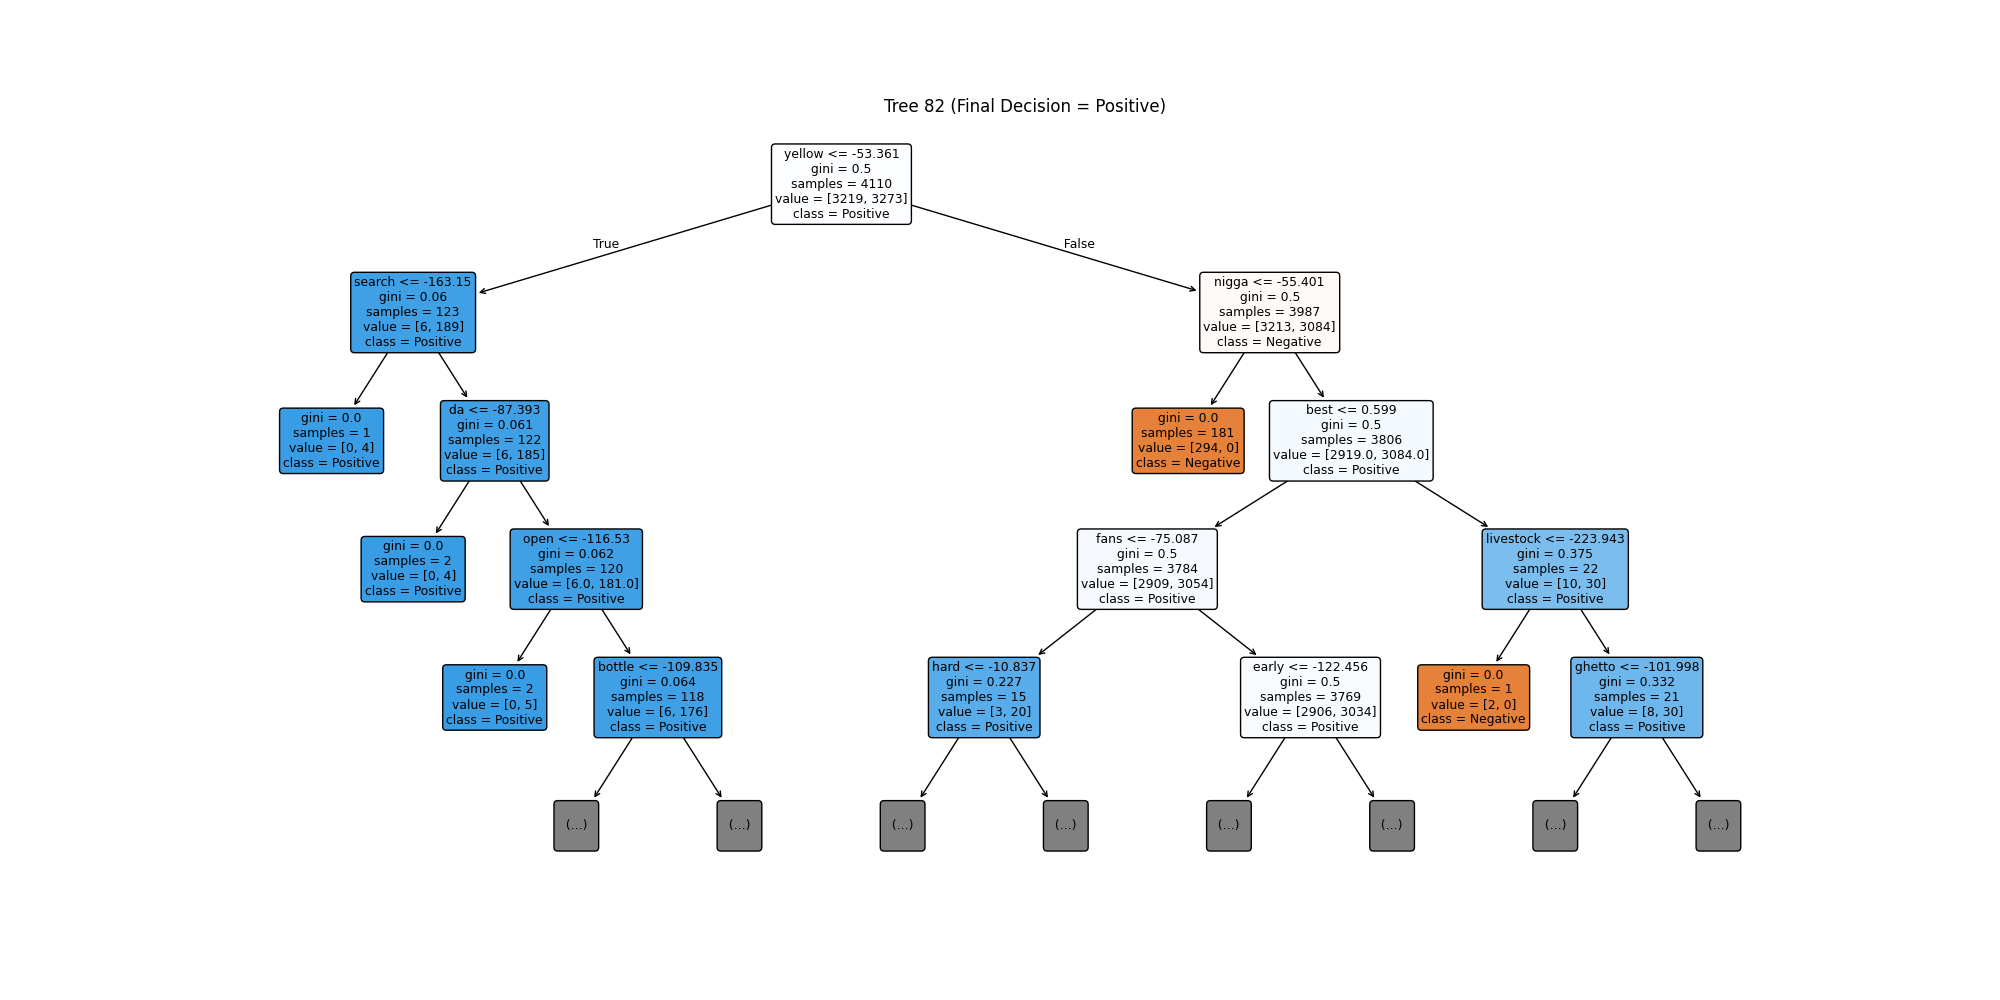 Tree 82 (Final Decision = Positive)
yellow <= -53.361
gini = 0.5
samples = 4110
value = [3219, 3273]
class = Positive
True
False
search <= -163.15
gini = 0.06
samples = 123
value = [6, 189]
class = Positive
nigga <= -55.401
gini = 0.5
samples = 3987
value = [3213, 3084]
class = Negative
gini = 0.0
samples = 1
value = [0, 4]
class = Positive
da <= -87.393
gini = 0.061
samples = 122
value = [6, 185]
class = Positive
gini = 0.0
samples = 181
value = [294, 0]
class = Negative
best <= 0.599
gini = 0.5
samples = 3806
value = [2919.0, 3084.0]
class = Positive
gini = 0.0
samples = 2
value = [0, 4]
class = Positive
open <= -116.53
gini = 0.062
samples = 120
value = [6.0, 181.0]
class = Positive
fans <= -75.087
gini = 0.5
samples = 3784
value = [2909, 3054]
class = Positive
livestock <= -223.943
gini = 0.375
samples = 22
value = [10, 30]
class = Positive
gini = 0.0
samples = 2
value = [0, 5]
class = Positive
bottle <= -109.835
gini = 0.064
samples = 118
value = [6, 176]
class = Positive
hard <= -10.837
gini = 0.227
samples = 15
value = [3, 20]
class = Positive
early <= -122.456
gini = 0.5
samples = 3769
value = [2906, 3034]
class = Positive
gini = 0.0
samples = 1
value = [2, 0]
class = Negative
ghetto <= -101.998
gini = 0.332
samples = 21
value = [8, 30]
class = Positive
(...)
(...)
(...)
(...)
(...)
(...)
(...)
(...)